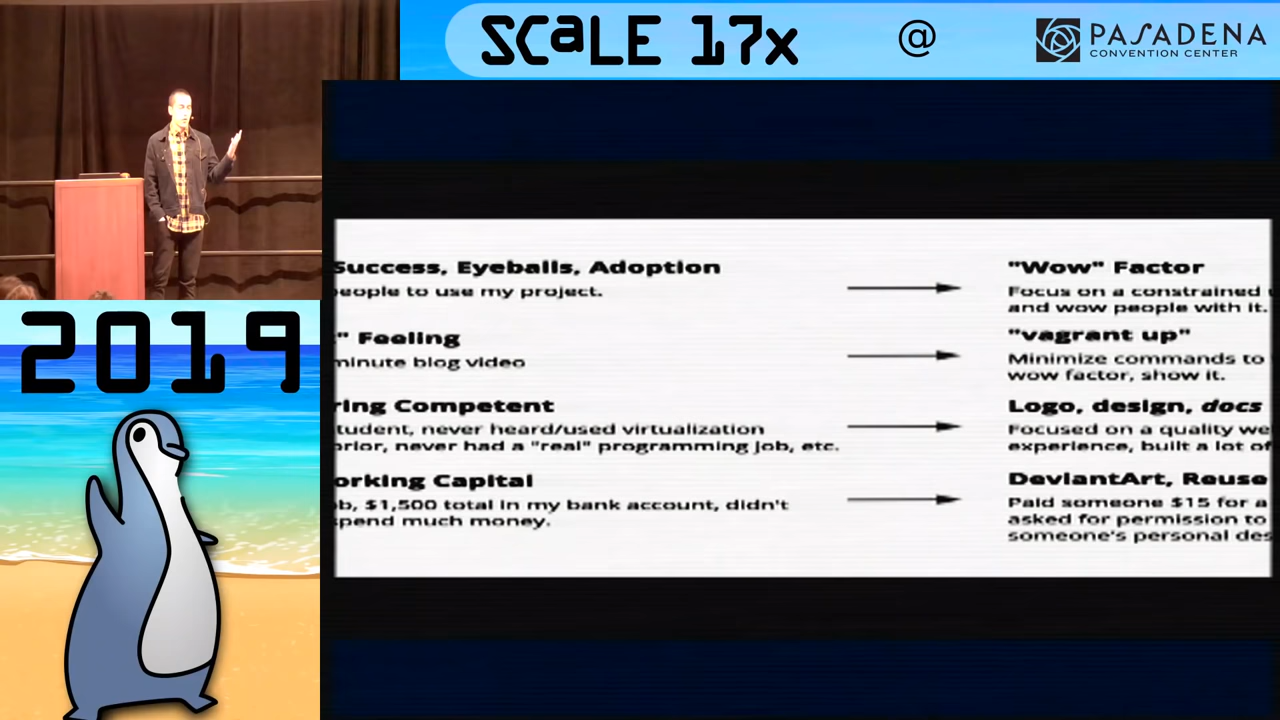 SCaLE 17x
@
PASADENA
CONVENTION CENTER
2019
Success, Eyeballs, Adoption
people to use my project.
" Feeling
minute blog video
ring Competent
tudent, never heard/used virtualization
prior, never had a "real" programming job, etc.
orking Capital
b, $1,500 total in my bank account, didn't
spend much money.
"Wow" Factor
Focus on a constrained
and wow people with it.
"vagrant up"
Minimize commands to
wow factor, show it.
Logo, design, docs
Focused on a quality we
experience, built a lot of
DeviantArt, Reuse
Paid someone $15 for a
asked for permission to
someone's personal des